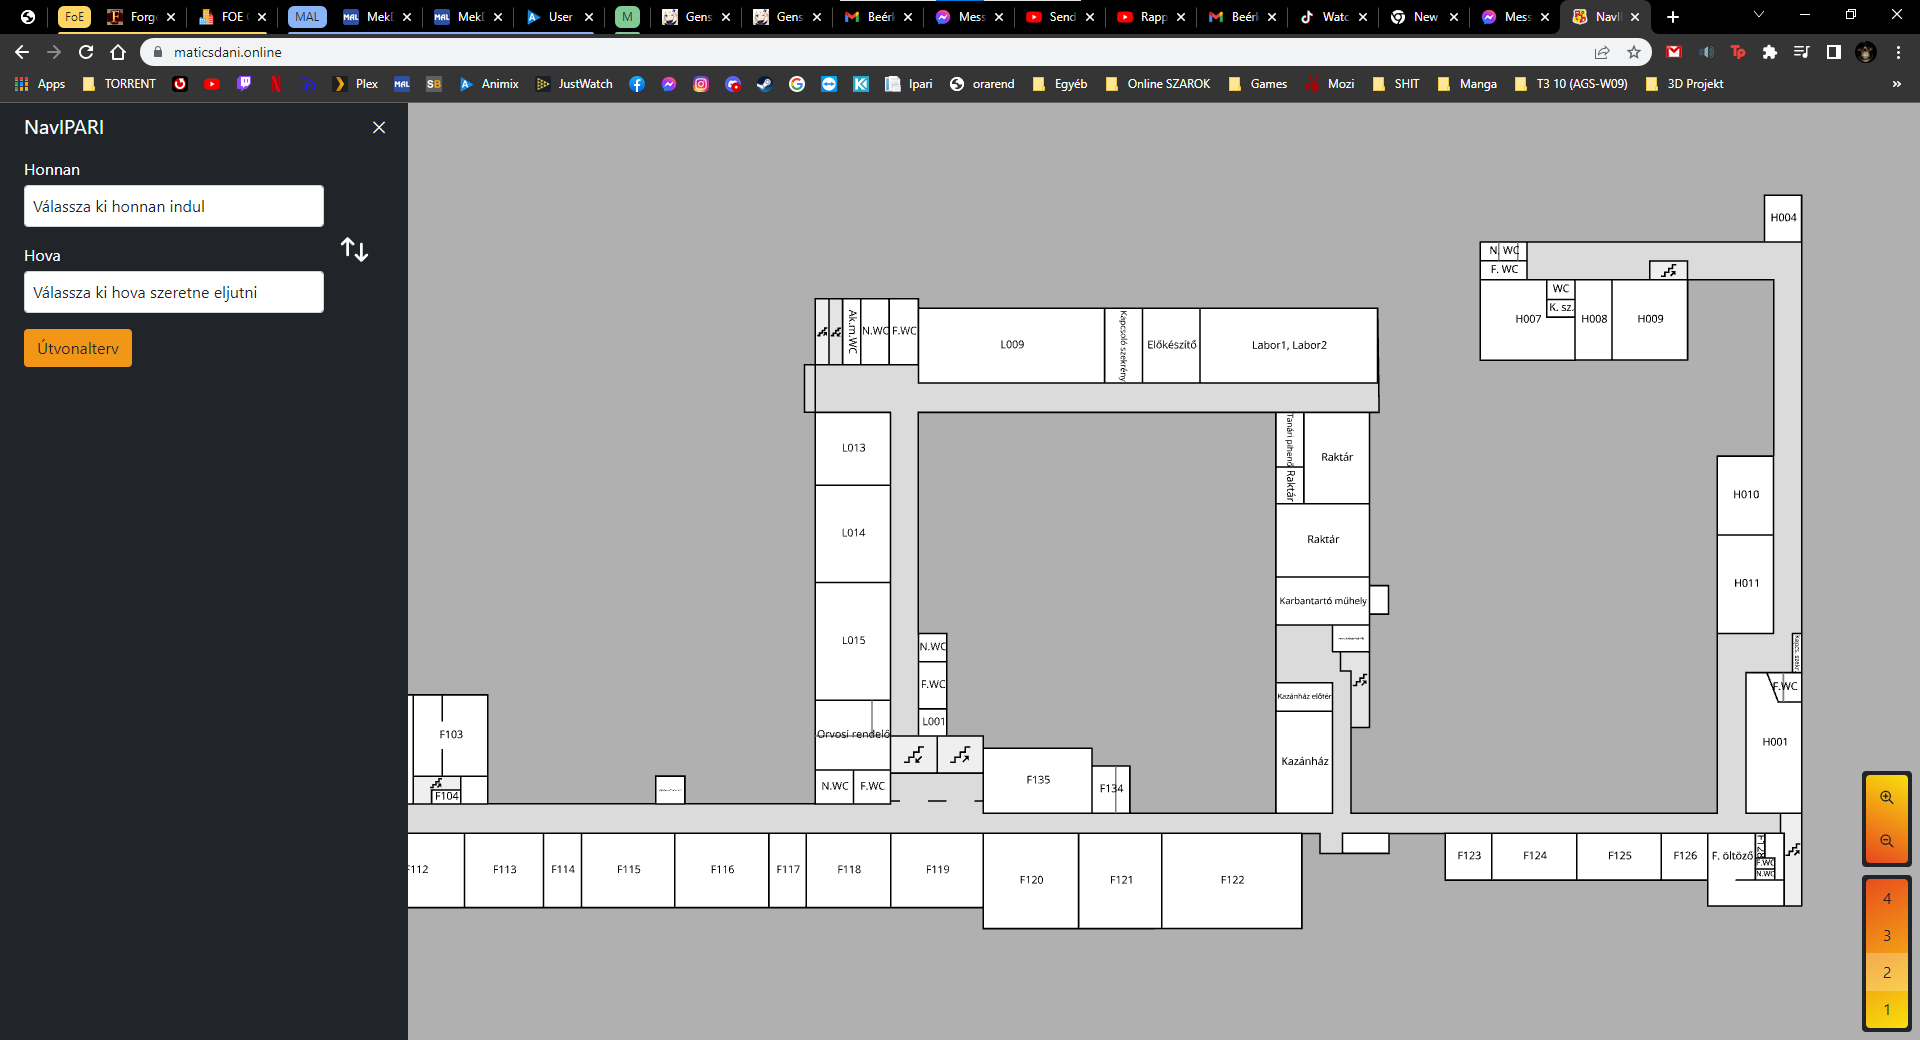 FoE
Forg
FOE
MAL
MekI
MekI
User
M
Gens
Gens
Beérk
Mess
Send
Rapp
Beérk
Watc
New
Mess
NavI
maticsdani.online
Apps
TORRENT
Plex
Animix
JustWatch
Ipari
orarend
Egyéb
Online SZAROK
Games
Mozi
SHIT
Manga
T3 10 (AGS-W09)
3D Projekt
»
NavIPARI
Honnan
Válassza ki honnan indul
Hova
Válassza ki hova szeretne eljutni
Útvonalterv
H004
N. WC
F. WC
WC
K. sz.
H007
H008
H009
Ak.m.WC
N.WC
F.WC
L009
Kapcsoló szekrény
Előkészítő
Labor1, Labor2
L013
Tanári pihenő
Raktár
Raktár
H010
L014
Raktár
H011
Karbantartó műhely
L015
N.WC
F.WC
L001
Kazánház előtér
F.WC
Orvosi rendelő
F103
H001
Kazánház
F135
F134
N.WC
F.WC
F104
F112
F113
F114
F115
F116
F117
F118
F119
F120
F121
F122
F123
F124
F125
F126
F. öltöző
F.WC
N.WC
4
3
2
1